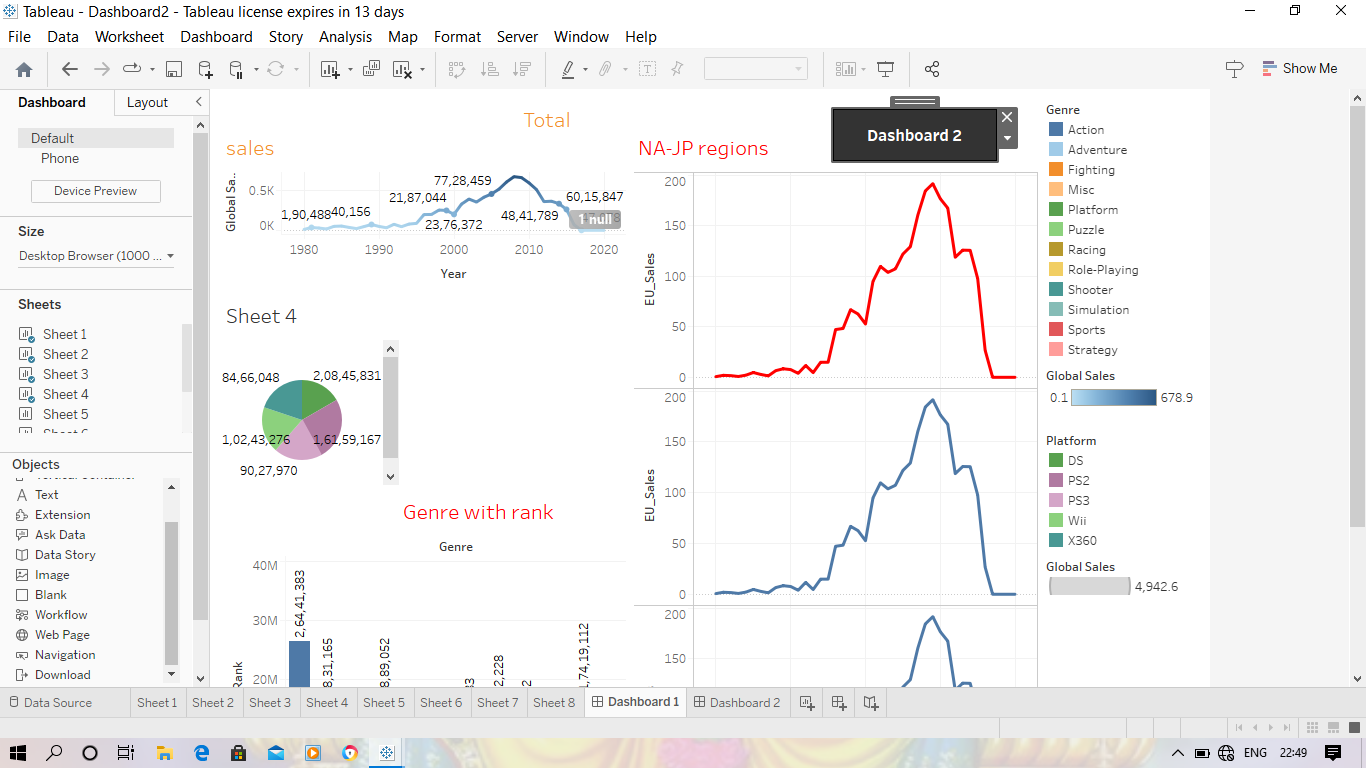 Tableau - Dashboard2 - Tableau license expires in 13 days
File Data Worksheet Dashboard Story Analysis Map Format Server Window Help
Show Me
Dashboard Layout
Default
Phone
Device Preview
Size
Desktop Browser (1000 ...
Sheets
Sheet 1
Sheet 2
Sheet 3
Sheet 4
Sheet 5
Objects
Text
Extension
Ask Data
Data Story
Image
Blank
Workflow
Web Page
Navigation
Download
Total
sales
Global Sa..
0.5K
0K
1,90,488
40,156
21,87,044
77,28,459
23,76,372
48,41,789
60,15,847
1 null
1980 1990 2000 2010 2020
Year
Sheet 4
84,66,048
2,08,45,831
1,02,43,276
1,61,59,167
90,27,970
Genre with rank
Genre
40M
30M
20M
Rank
2,64,41,383
8,31,165
8,89,052
2,228
1,74,19,112
NA-JP regions
Dashboard 2
EU_Sales
200
150
100
50
0
EU_Sales
200
150
100
50
0
200
150
Genre
Action
Adventure
Fighting
Misc
Platform
Puzzle
Racing
Role-Playing
Shooter
Simulation
Sports
Strategy
Global Sales
0.1 678.9
Platform
DS
PS2
PS3
Wii
X360
Global Sales
4,942.6
Data Source Sheet 1 Sheet 2 Sheet 3 Sheet 4 Sheet 5 Sheet 6 Sheet 7 Sheet 8 Dashboard 1 Dashboard 2
ENG 22:49